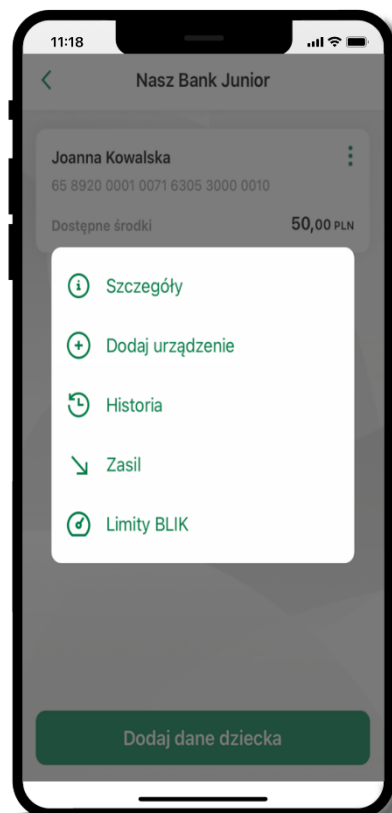 11:18
Nasz Bank Junior
Joanna Kowalska
65 8920 0001 0071 6305 3000 0010
Dostępne środki 50,00 PLN
Szczegóły
Dodaj urządzenie
Historia
Zasil
Limity BLIK
Dodaj dane dziecka